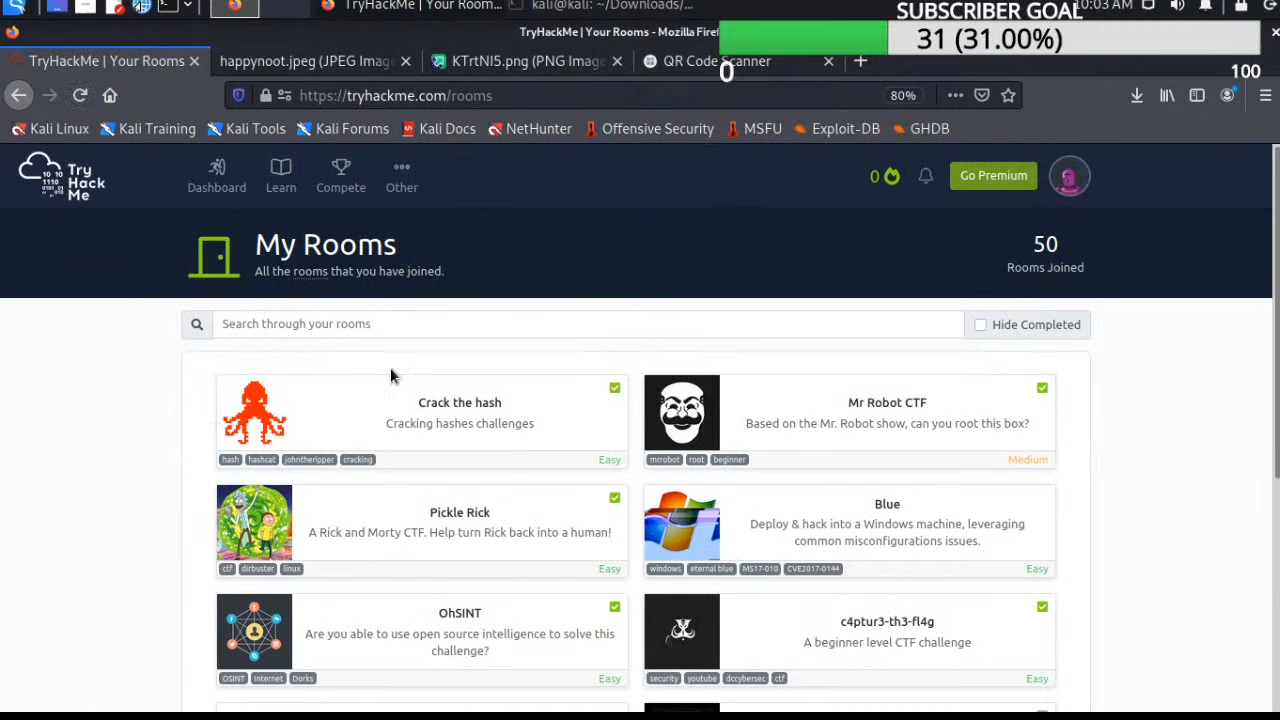 TryHackMe | Your Room...
kali@kali: ~/Downloads/...
10:03 AM
SUBSCRIBER GOAL
31 (31.00%)
0
100
TryHackMe | Your Rooms - Mozilla Firef
TryHackMe | Your Rooms
happynoot.jpeg (JPEG Imag
KTrtNI5.png (PNG Image
QR Code Scanner
https://tryhackme.com/rooms
80%
Kali Linux
Kali Training
Kali Tools
Kali Forums
Kali Docs
NetHunter
Offensive Security
MSFU
Exploit-DB
GHDB
Try
Hack
Me
Dashboard
Learn
Compete
Other
0
Go Premium
My Rooms
All the rooms that you have joined.
50
Rooms Joined
Search through your rooms
Hide Completed
Crack the hash
Cracking hashes challenges
hash
hashcat
johntheripper
cracking
Easy
Mr Robot CTF
Based on the Mr. Robot show, can you root this box?
mrrobot
root
beginner
Medium
Pickle Rick
A Rick and Morty CTF. Help turn Rick back into a human!
ctf
dirbuster
linux
Easy
Blue
Deploy & hack into a Windows machine, leveraging
common misconfigurations issues.
windows
eternal blue
MS17-010
CVE2017-0144
Easy
OhSINT
Are you able to use open source intelligence to solve this
challenge?
OSINT
Internet
Dorks
Easy
c4ptur3-th3-fl4g
A beginner level CTF challenge
security
youtube
dccybersec
ctf
Easy